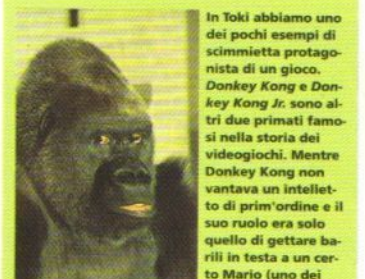 In Toki abbiamo uno
dei pochi esempi di
scimmietta protago-
nista di un gioco.
Donkey Kong e Don-
key Kong Jr. sono al-
tri due primati famo-
si nella storia dei
videogiochi. Mentre
Donkey Kong non
vantava un intellet-
to di prim'ordine e il
suo ruolo era solo
quello di gettare ba-
rili in testa a un cer-
to Mario (uno dei